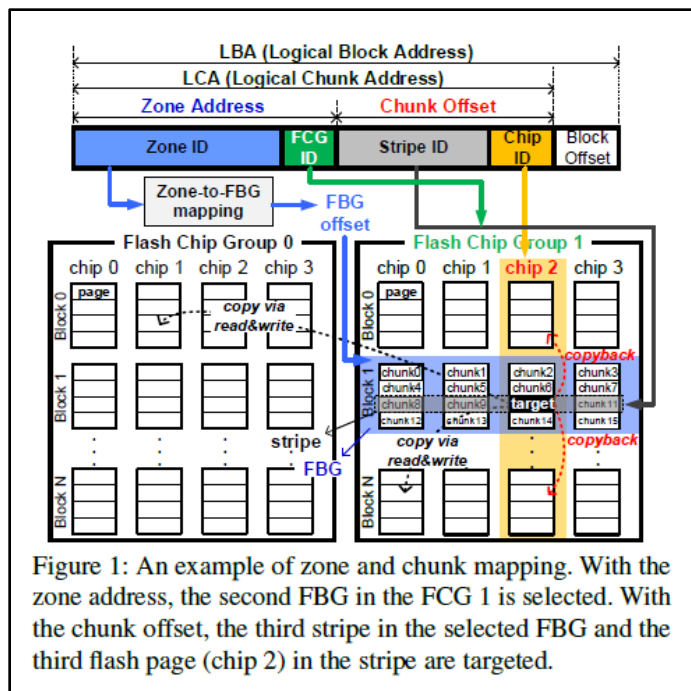 LBA (Logical Block Address)
LCA (Logical Chunk Address)
Zone Address
Chunk Offset
Zone ID
FCG ID
Stripe ID
Chip ID
Block Offset
Zone-to-FBG mapping
FBG offset
Flash Chip Group 0
chip 0 chip 1 chip 2 chip 3
Block 0
page
copy via read&write
Block 1
stripe
FBG
Block N
Flash Chip Group 1
chip 0 chip 1 chip 2 chip 3
Block 0
page
copyback
Block 1
chunk0 chunk1 chunk2 chunk3
chunk4 chunk5 chunk6 chunk7
chunk8 chunk9 target chunk11
chunk12 chunk13 chunk14 chunk15
copy via read&write
copyback
Block N
Figure 1: An example of zone and chunk mapping. With the
zone address, the second FBG in the FCG 1 is selected. With
the chunk offset, the third stripe in the selected FBG and the
third flash page (chip 2) in the stripe are targeted.